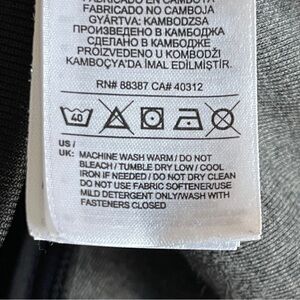 FABRICADO NO CAMBOJA
GYÁRTVA: KAMBODZSA
ПРОИЗВЕДЕНО В КАМБОДЖА
СДЕЛАНО В КАМБОДЖЕ
PROIZVEDENO U KOMBODŽI
KAMBOÇYA'DA İMAL EDİLMİŞTİR.
RN# 88387 CA# 40312
40
US /
UK: MACHINE WASH WARM / DO NOT
BLEACH / TUMBLE DRY LOW / COOL
IRON IF NEEDED / DO NOT DRY CLEAN
DO NOT USE FABRIC SOFTENER/USE
MILD DETERGENT ONLY/WASH WITH
FASTENERS CLOSED